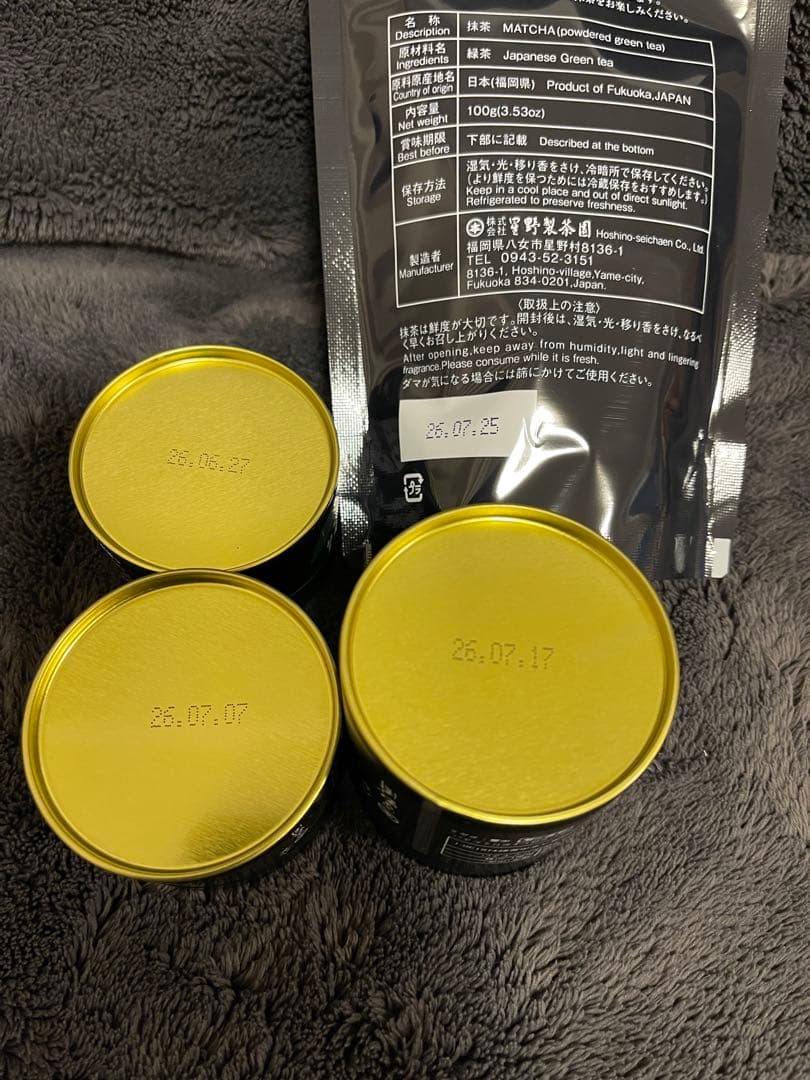 お楽しみください。
名称 Description 抹茶 MATCHA(powdered green tea)
原材料名 Ingredients 緑茶 Japanese Green tea
原料原産地名 Country of origin 日本(福岡県) Product of Fukuoka,JAPAN
内容量 Net weight 100g(3.53oz)
賞味期限 Best before 下部に記載 Described at the bottom
保存方法 Storage
湿気・光・移り香をさけ、冷暗所で保存してください。
(より鮮度を保つためには冷蔵保存をおすすめします。)
Keep in a cool place and out of direct sunlight.
Refrigerated to preserve freshness.
製造者 Manufacturer
株式会社 星野製茶園 Hoshino-seichaen Co., Ltd.
福岡県八女市星野村8136-1
TEL 0943-52-3151
8136-1, Hoshino-village,Yame-city,
Fukuoka 834-0201,Japan.
〈取扱上の注意〉
抹茶は鮮度が大切です。開封後は、湿気・光・移り香をさけ、なるべ
く早くお召し上がりください。
After opening,keep away from humidity,light and lingering
fragrance.Please consume while it is fresh.
ダマが気になる場合には篩にかけてご使用ください。
26.07.25
プラ
26.06.27
26.07.07
26.07.17